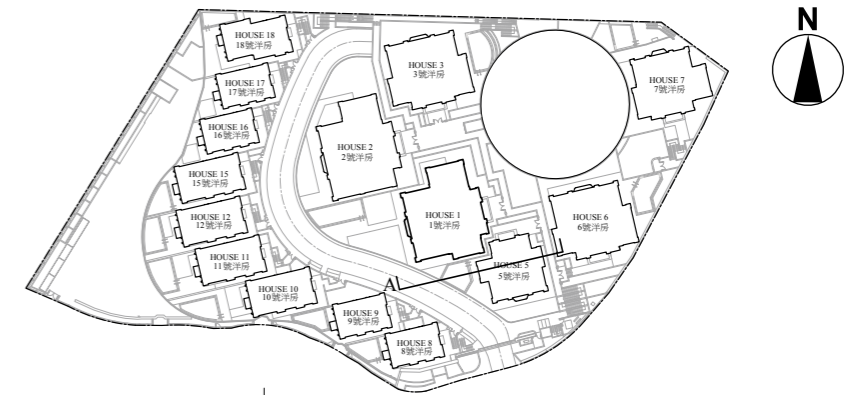 N
HOUSE 18
18號洋房
HOUSE 3
3號洋房
HOUSE 7
7號洋房
HOUSE 17
17號洋房
HOUSE 16
16號洋房
HOUSE 2
2號洋房
HOUSE 15
15號洋房
HOUSE 12
12號洋房
HOUSE 1
1號洋房
HOUSE 6
6號洋房
HOUSE 11
11號洋房
HOUSE 5
5號洋房
A
HOUSE 10
10號洋房
HOUSE 9
9號洋房
HOUSE 8
8號洋房